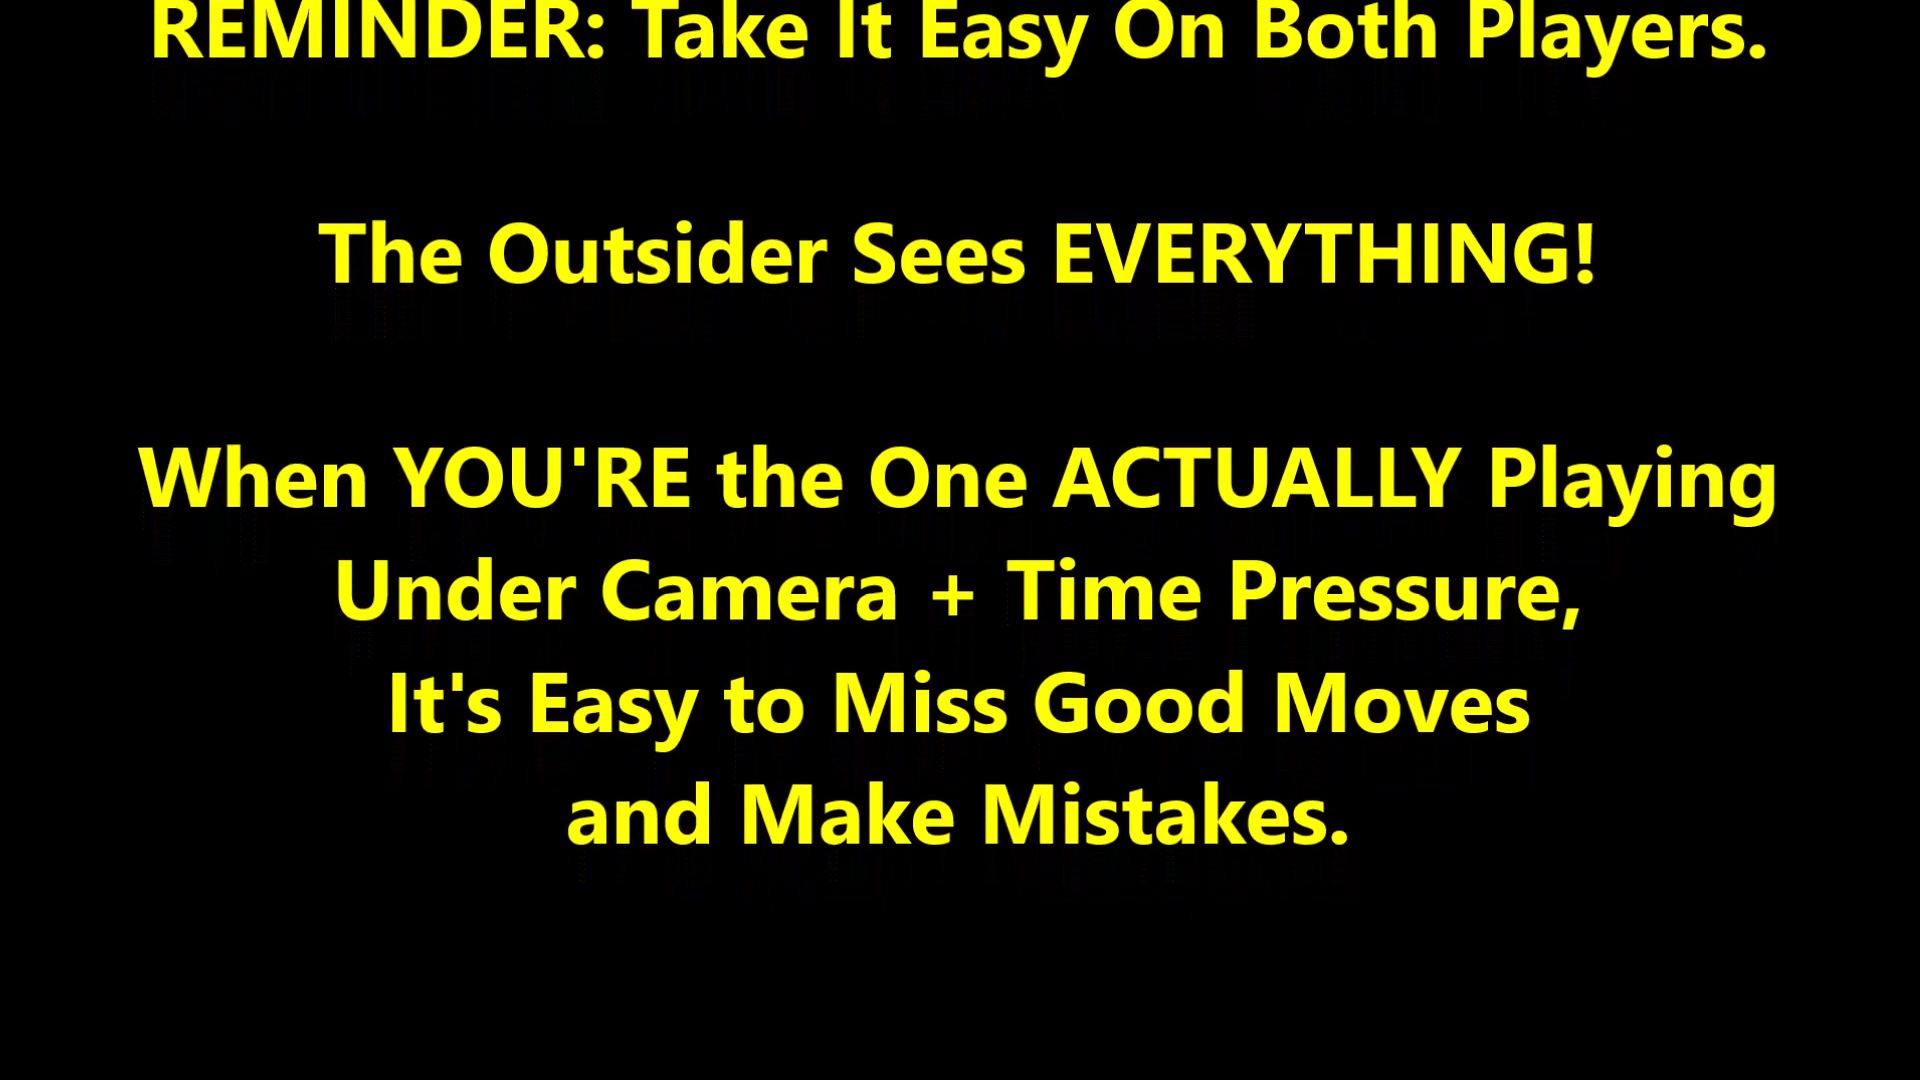 REMINDER: Take It Easy On Both Players.
The Outsider Sees EVERYTHING!
When YOU'RE the One ACTUALLY Playing
Under Camera + Time Pressure,
It's Easy to Miss Good Moves
and Make Mistakes.